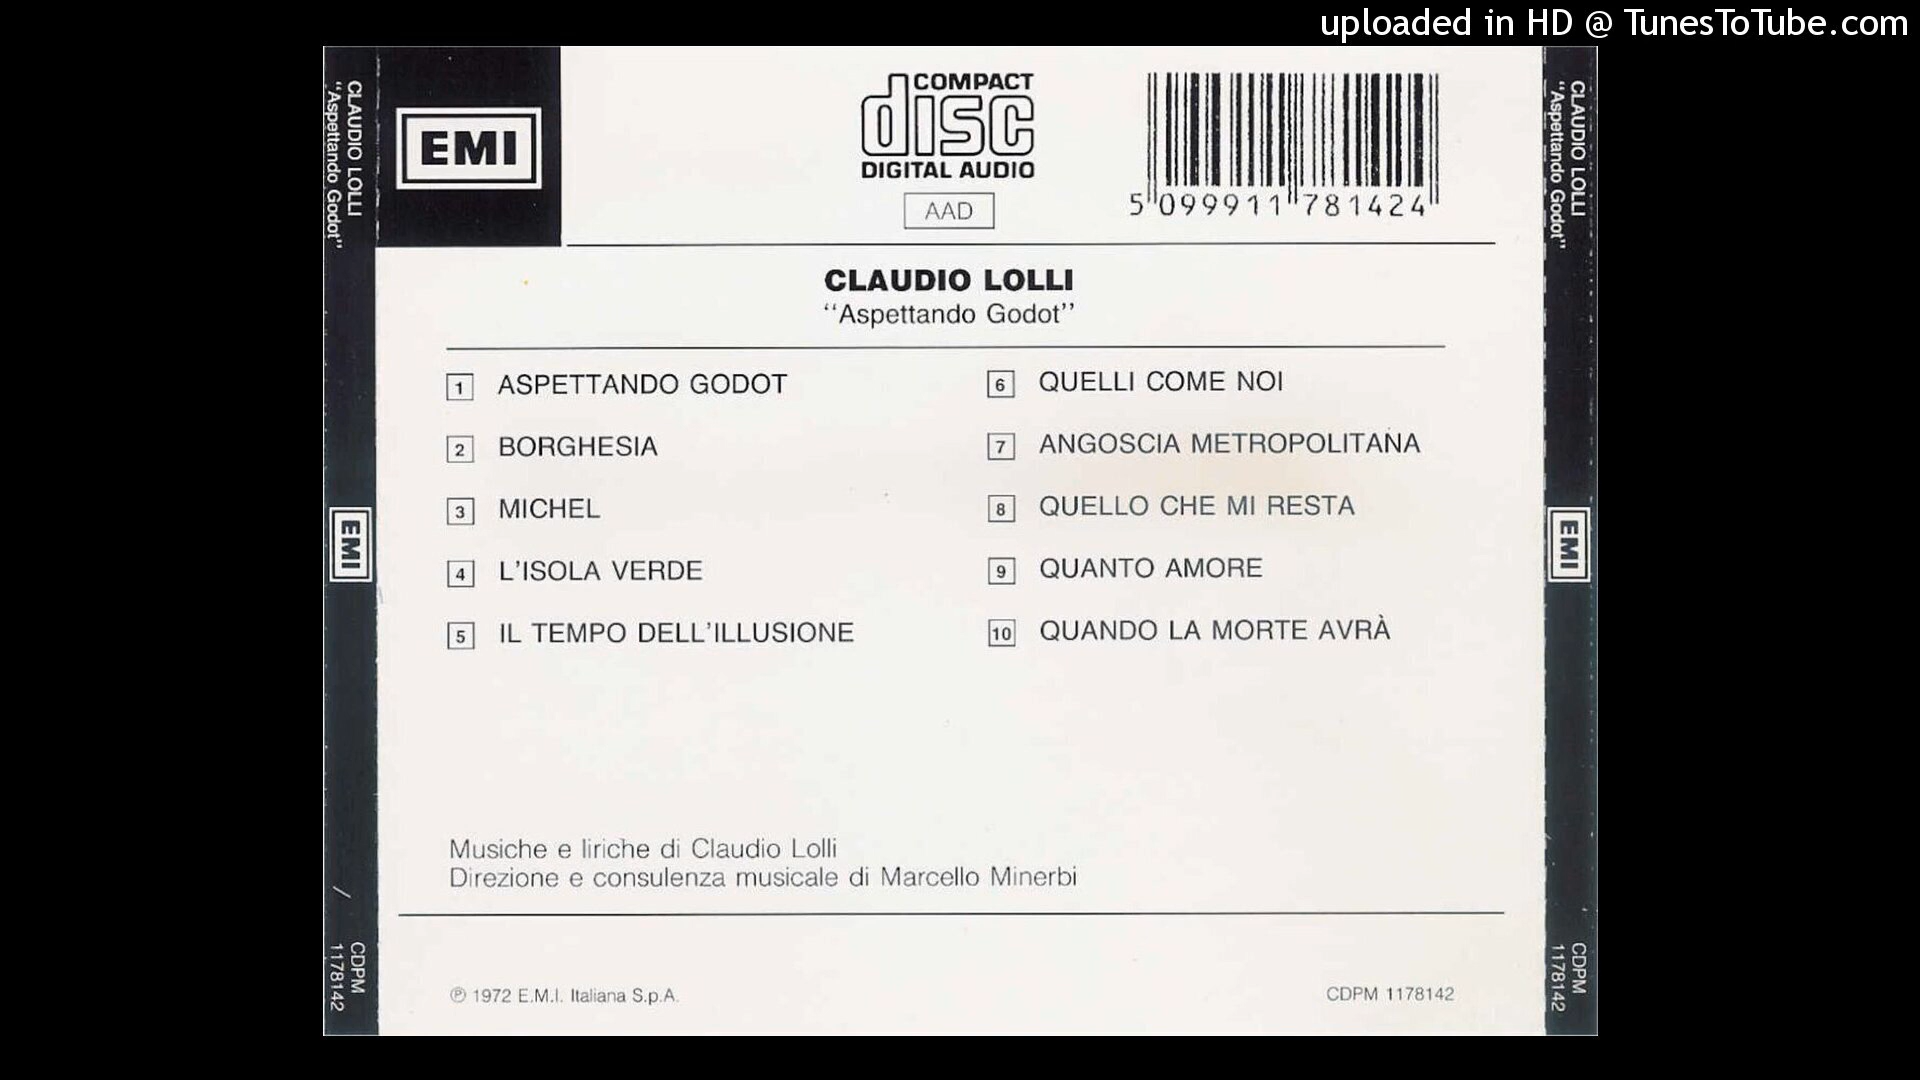 uploaded in HD @ TunesToTube.com
CLAUDIO LOLLI
"Aspettando Godot"
EMI
CDPM
1178142
EMI
COMPACT
disc
DIGITAL AUDIO
AAD
5 099911 781424
CLAUDIO LOLLI
"Aspettando Godot"
1 ASPETTANDO GODOT
2 BORGHESIA
3 MICHEL
4 L'ISOLA VERDE
5 IL TEMPO DELL'ILLUSIONE
6 QUELLI COME NOI
7 ANGOSCIA METROPOLITANA
8 QUELLO CHE MI RESTA
9 QUANTO AMORE
10 QUANDO LA MORTE AVRÀ
Musiche e liriche di Claudio Lolli
Direzione e consulenza musicale di Marcello Minerbi
℗ 1972 E.M.I. Italiana S.p.A.
CDPM 1178142
CLAUDIO LOLLI
"Aspettando Godot"
EMI
CDPM
1178142